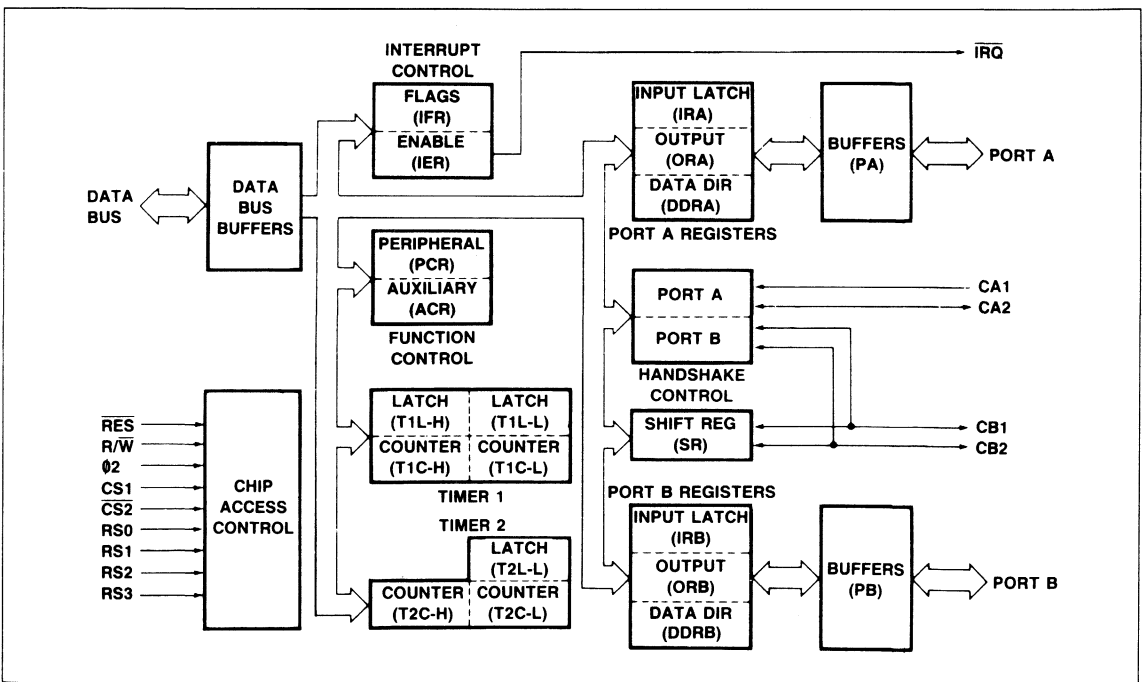 INTERRUPT
CONTROL
FLAGS
(IFR)
ENABLE
(IER)
IRQ
DATA
BUS
DATA
BUS
BUFFERS
INPUT LATCH
(IRA)
OUTPUT
(ORA)
DATA DIR
(DDRA)
PORT A REGISTERS
BUFFERS
(PA)
PORT A
PERIPHERAL
(PCR)
AUXILIARY
(ACR)
FUNCTION
CONTROL
PORT A
PORT B
HANDSHAKE
CONTROL
CA1
CA2
RES
R/W
Φ2
CS1
CS2
RS0
RS1
RS2
RS3
CHIP
ACCESS
CONTROL
LATCH
(T1L-H)
LATCH
(T1L-L)
COUNTER
(T1C-H)
COUNTER
(T1C-L)
TIMER 1
SHIFT REG
(SR)
CB1
CB2
TIMER 2
LATCH
(T2L-L)
COUNTER
(T2C-H)
COUNTER
(T2C-L)
PORT B REGISTERS
INPUT LATCH
(IRB)
OUTPUT
(ORB)
DATA DIR
(DDRB)
BUFFERS
(PB)
PORT B